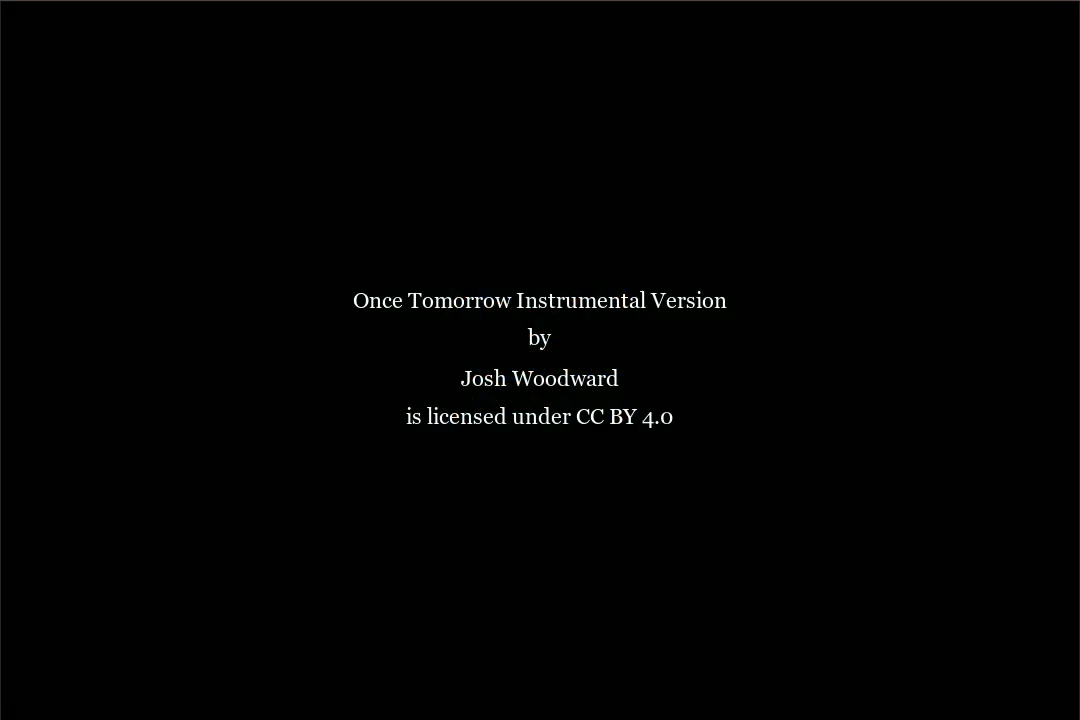 Once Tomorrow Instrumental Version
by
Josh Woodward
is licensed under CC BY 4.0